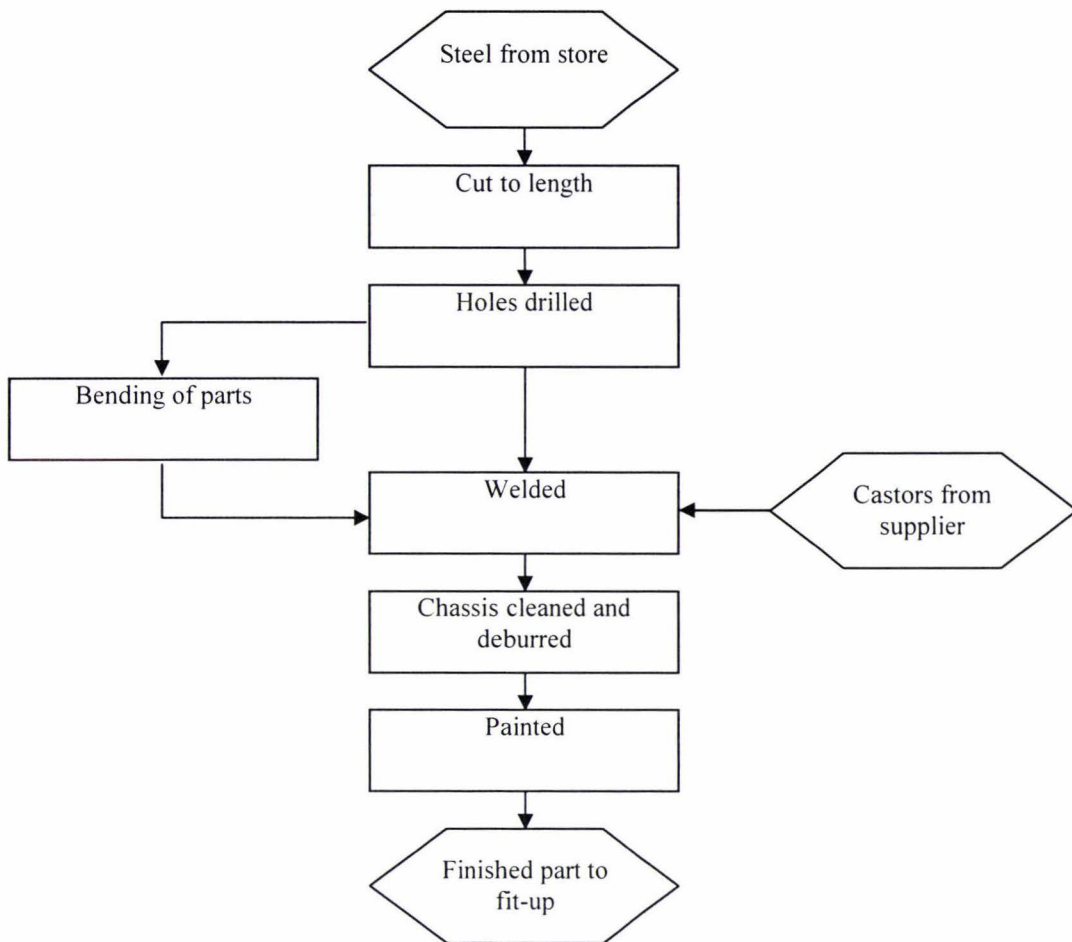 Steel from store
Cut to length
Holes drilled
Bending of parts
Welded
Castors from
supplier
Chassis cleaned and
deburred
Painted
Finished part to
fit-up